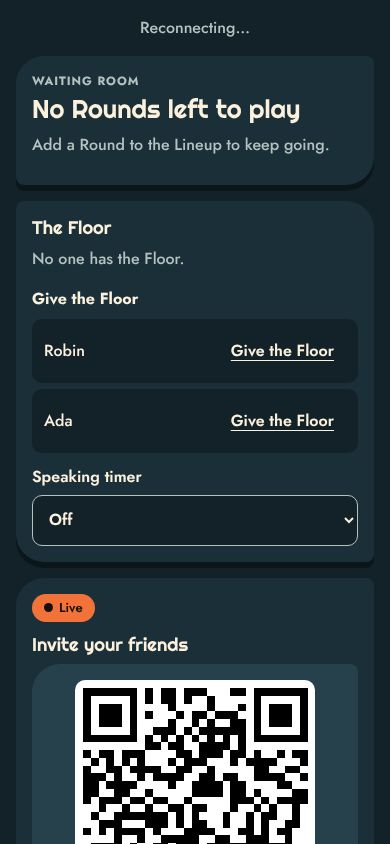 Reconnecting...
WAITING ROOM
No Rounds left to play
Add a Round to the Lineup to keep going.
The Floor
No one has the Floor.
Give the Floor
Robin Give the Floor
Ada Give the Floor
Speaking timer
Off
Live
Invite your friends